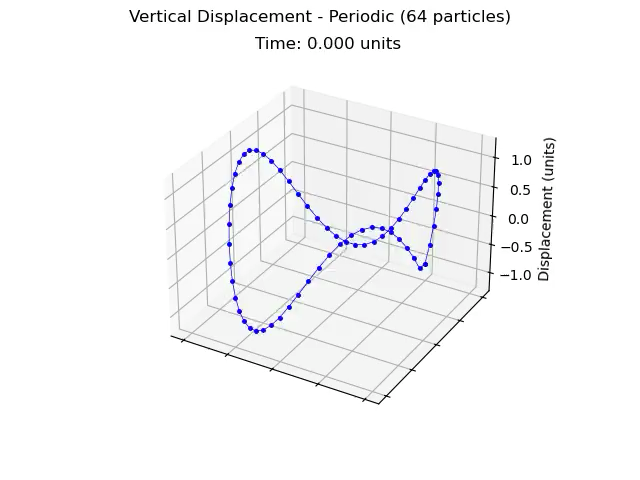 Vertical Displacement - Periodic (64 particles)
Time: 0.000 units
1.0
0.5
0.0
−0.5
−1.0
Displacement (units)